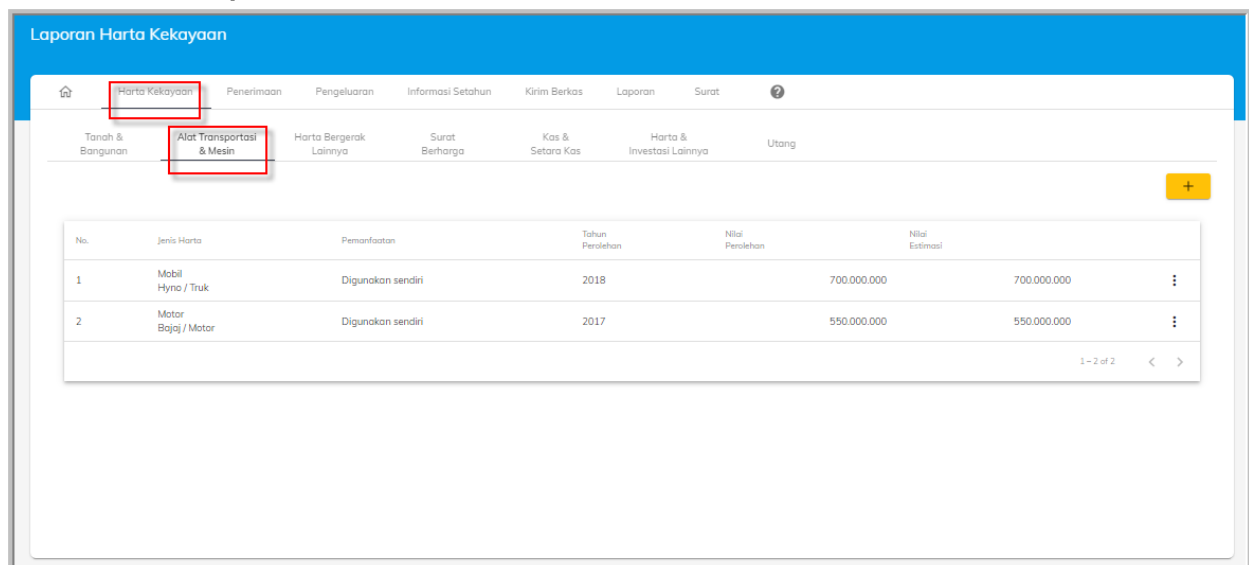 Laporan Harta Kekayaan
Harta Kekayaan Penerimaan Pengeluaran Informasi Setahun Kirim Berkas Laporan Surat ?
Tanah & Alat Transportasi Harta Bergerak Surat Kas & Harta & Utang
Bangunan & Mesin Lainnya Berharga Setara Kas Investasi Lainnya
+
No. Jenis Harta Pemanfaatan Tahun Nilai Nilai
Perolehan Perolehan Estimasi
1 Mobil Digunakan sendiri 2018 700.000.000 700.000.000
Hyno / Truk
2 Motor Digunakan sendiri 2017 550.000.000 550.000.000
Bajaj / Motor
1 – 2 of 2 < >